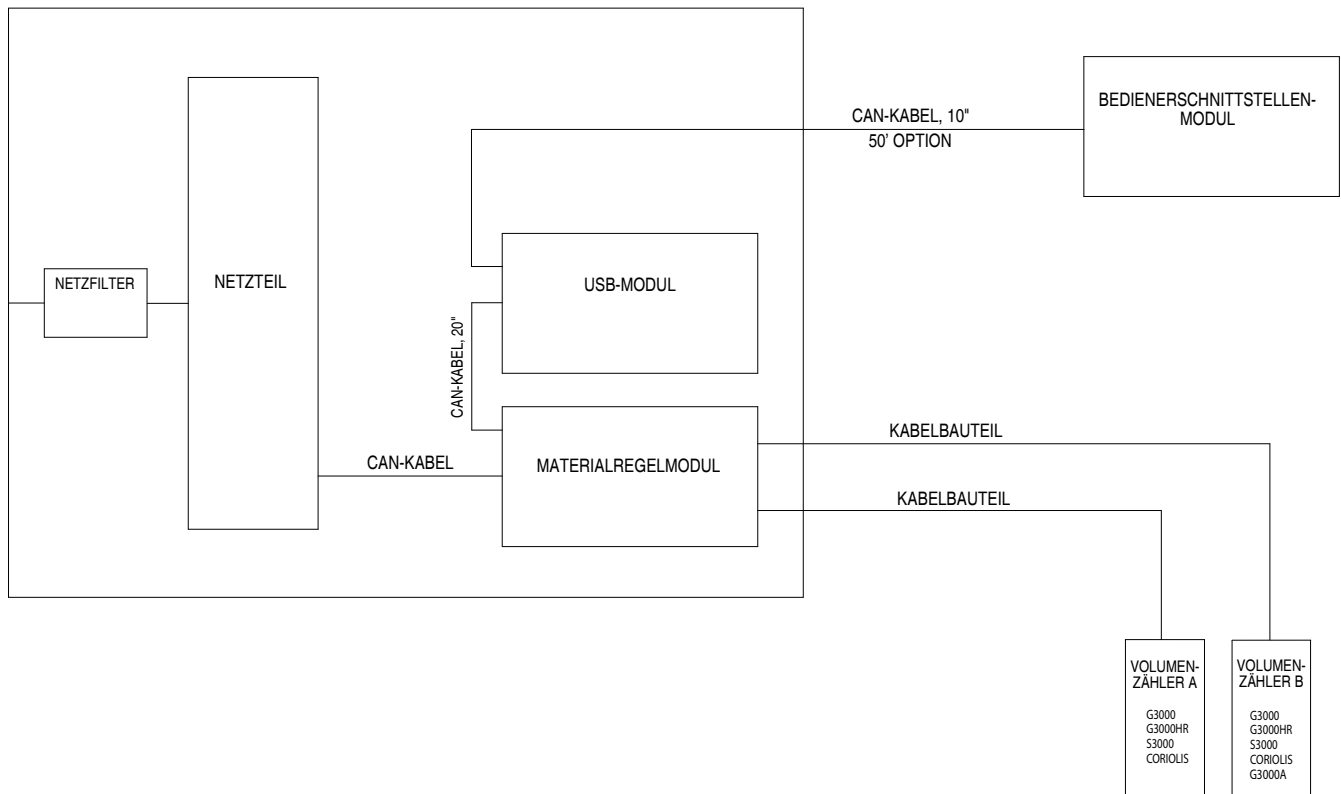 CAN-KABEL, 10"
50' OPTION
BEDIENERSCHNITTSTELLEN-
MODUL
NETZFILTER
NETZTEIL
USB-MODUL
CAN-KABEL, 20"
CAN-KABEL
MATERIALREGELMODUL
KABELBAUTEIL
KABELBAUTEIL
VOLUMEN-
ZÄHLER A
G3000
G3000HR
S3000
CORIOLIS
VOLUMEN-
ZÄHLER B
G3000
G3000HR
S3000
CORIOLIS
G3000A